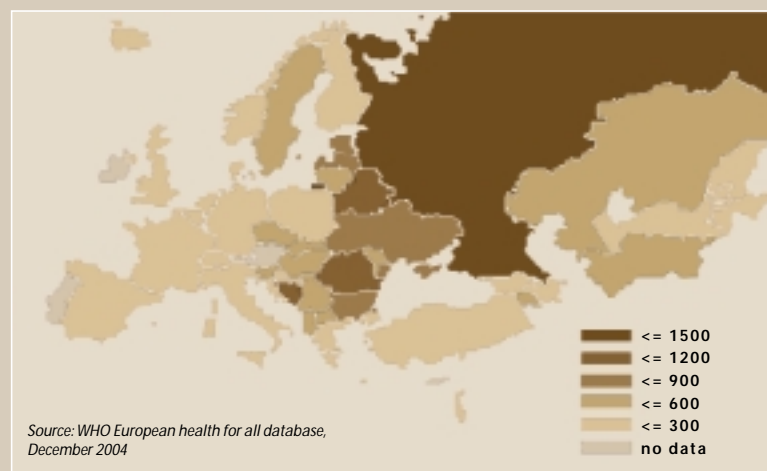 <= 1500
<= 1200
<= 900
<= 600
<= 300
no data
Source: WHO European health for all database,
December 2004